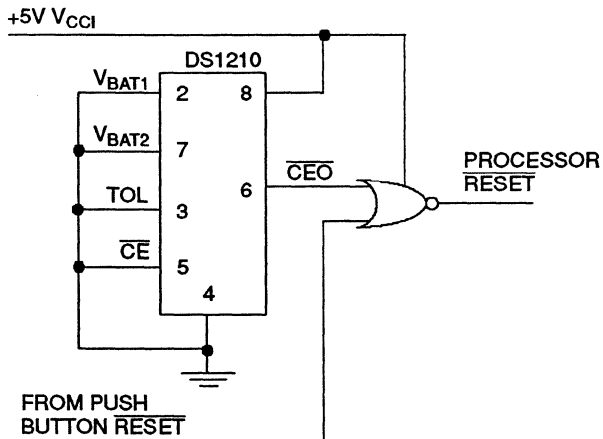 +5V VCCI
DS1210
VBAT1
2
8
VBAT2
7
CEO
6
PROCESSOR
RESET
TOL
3
CE
5
4
FROM PUSH
BUTTON RESET